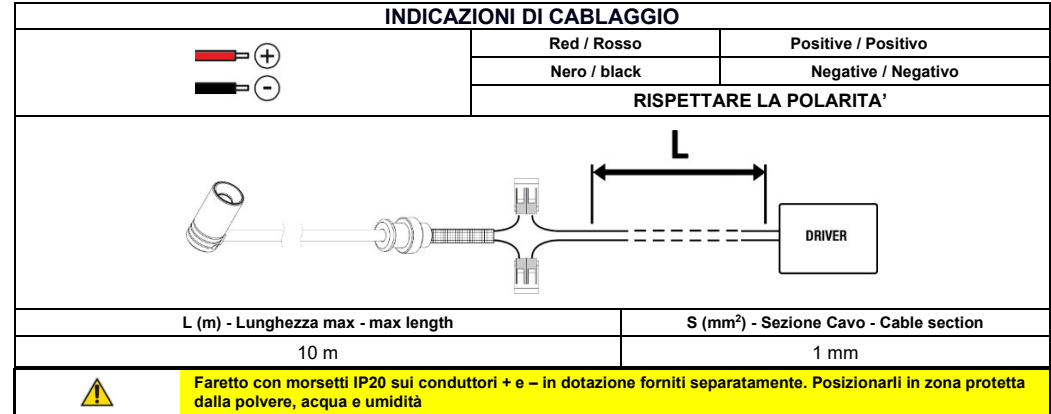 INDICAZIONI DI CABLAGGIO
+
Red / Rosso
Positive / Positivo
-
Nero / black
Negative / Negativo
RISPETTARE LA POLARITA’
L
DRIVER
L (m) - Lunghezza max - max length
S (mm²) - Sezione Cavo - Cable section
10 m
1 mm
Faretto con morsetti IP20 sui conduttori + e – in dotazione forniti separatamente. Posizionarli in zona protetta
dalla polvere, acqua e umidità